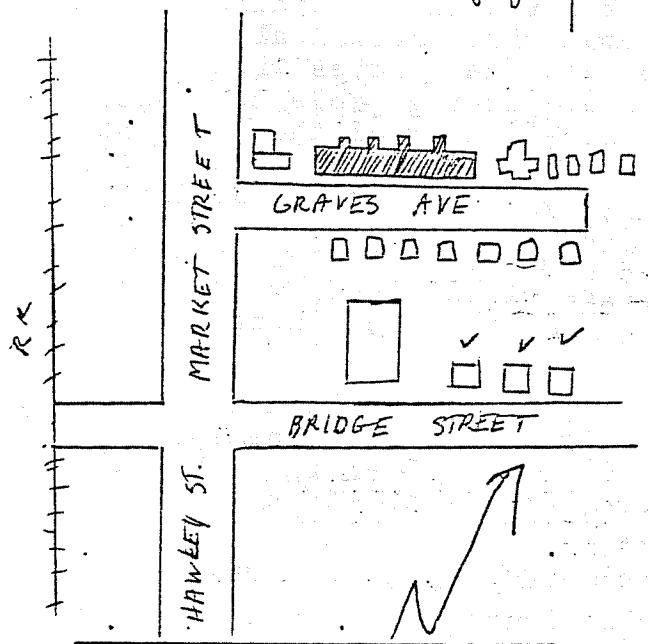 MARKET STREET
GRAVES AVE.
RR
BRIDGE STREET
HAWLEY ST.
N